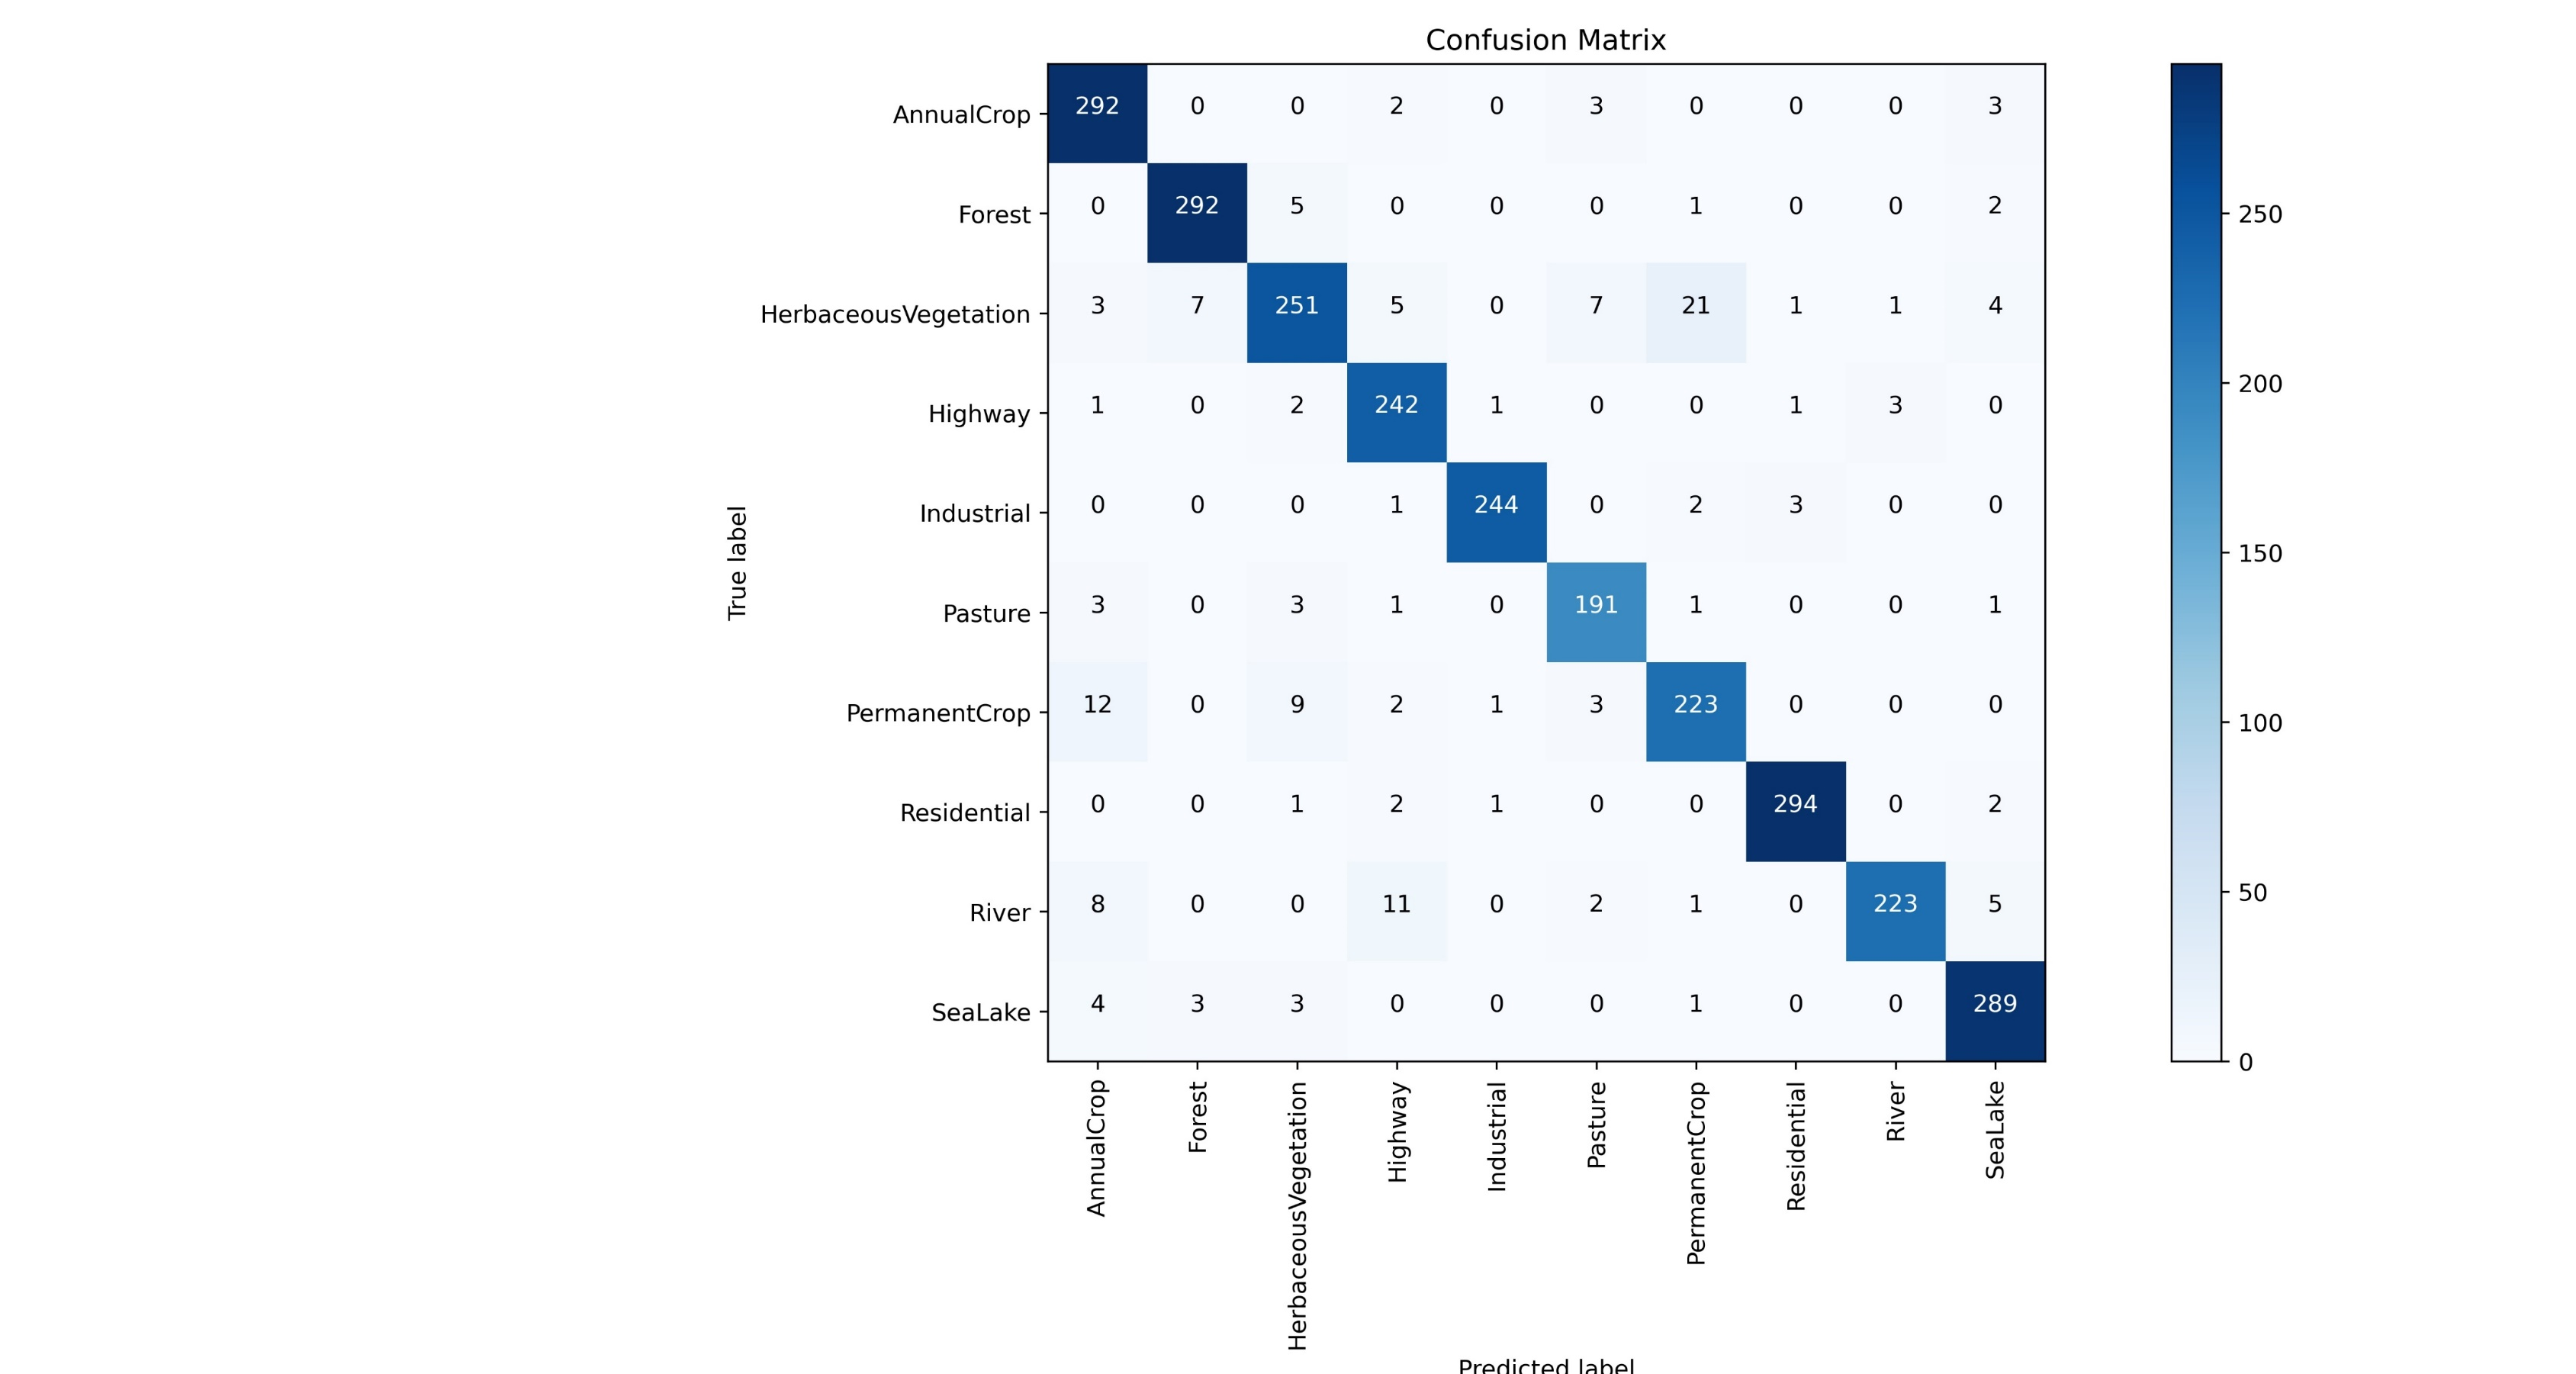 Confusion Matrix
AnnualCrop 292 0 0 2 0 3 0 0 0 3
Forest 0 292 5 0 0 0 1 0 0 2
HerbaceousVegetation 3 7 251 5 0 7 21 1 1 4
Highway 1 0 2 242 1 0 0 1 3 0
Industrial 0 0 0 1 244 0 2 3 0 0
Pasture 3 0 3 1 0 191 1 0 0 1
PermanentCrop 12 0 9 2 1 3 223 0 0 0
Residential 0 0 1 2 1 0 0 294 0 2
River 8 0 0 11 0 2 1 0 223 5
SeaLake 4 3 3 0 0 0 1 0 0 289
True label
AnnualCrop
Forest
HerbaceousVegetation
Highway
Industrial
Pasture
PermanentCrop
Residential
River
SeaLake
Predicted label
250
200
150
100
50
0